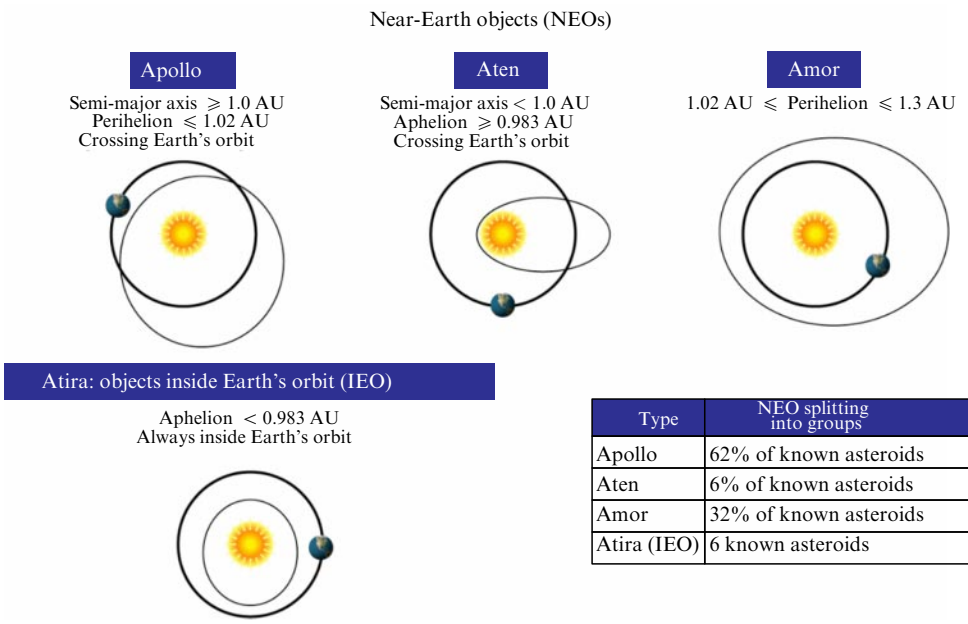 Near-Earth objects (NEOs)
Apollo
Semi-major axis ⩾ 1.0 AU
Perihelion ⩽ 1.02 AU
Crossing Earth's orbit
Aten
Semi-major axis < 1.0 AU
Aphelion ⩾ 0.983 AU
Crossing Earth's orbit
Amor
1.02 AU ⩽ Perihelion ⩽ 1.3 AU
Atira: objects inside Earth's orbit (IEO)
Aphelion < 0.983 AU
Always inside Earth's orbit
Type
NEO splitting
into groups
Apollo 62% of known asteroids
Aten 6% of known asteroids
Amor 32% of known asteroids
Atira (IEO) 6 known asteroids